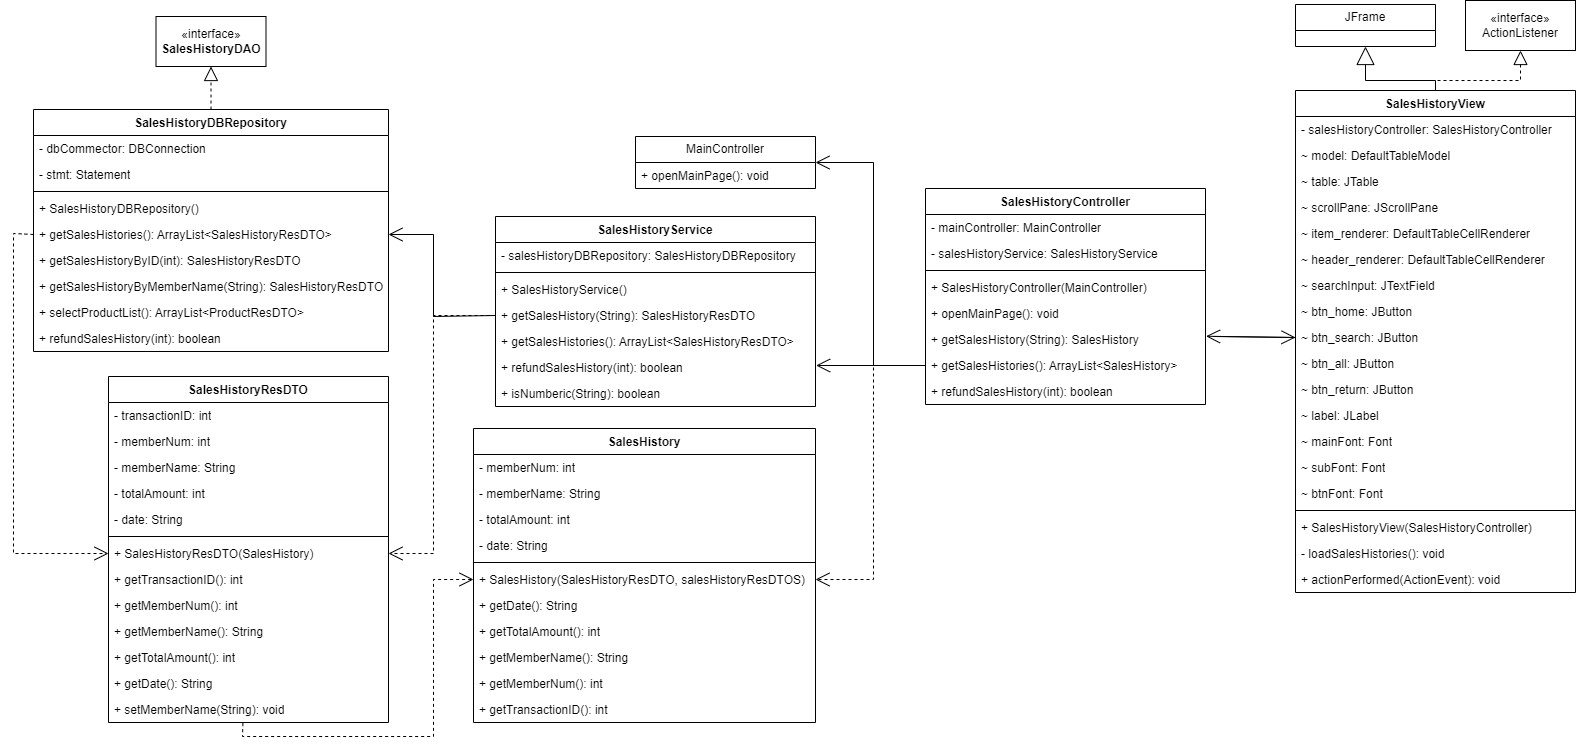 «interface»
SalesHistoryDAO
SalesHistoryDBRepository
- dbCommector: DBConnection
- stmt: Statement
+ SalesHistoryDBRepository()
+ getSalesHistories(): ArrayList<SalesHistoryResDTO>
+ getSalesHistoryByID(int): SalesHistoryResDTO
+ getSalesHistoryByMemberName(String): SalesHistoryResDTO
+ selectProductList(): ArrayList<ProductResDTO>
+ refundSalesHistory(int): boolean
SalesHistoryResDTO
- transactionID: int
- memberNum: int
- memberName: String
- totalAmount: int
- date: String
+ SalesHistoryResDTO(SalesHistory)
+ getTransactionID(): int
+ getMemberNum(): int
+ getMemberName(): String
+ getTotalAmount(): int
+ getDate(): String
+ setMemberName(String): void
MainController
+ openMainPage(): void
SalesHistoryService
- salesHistoryDBRepository: SalesHistoryDBRepository
+ SalesHistoryService()
+ getSalesHistory(String): SalesHistoryResDTO
+ getSalesHistories(): ArrayList<SalesHistoryResDTO>
+ refundSalesHistory(int): boolean
+ isNumberic(String): boolean
SalesHistory
- memberNum: int
- memberName: String
- totalAmount: int
- date: String
+ SalesHistory(SalesHistoryResDTO, salesHistoryResDTOS)
+ getDate(): String
+ getTotalAmount(): int
+ getMemberName(): String
+ getMemberNum(): int
+ getTransactionID(): int
SalesHistoryController
- mainController: MainController
- salesHistoryService: SalesHistoryService
+ SalesHistoryController(MainController)
+ openMainPage(): void
+ getSalesHistory(String): SalesHistory
+ getSalesHistories(): ArrayList<SalesHistory>
+ refundSalesHistory(int): boolean
JFrame
«interface»
ActionListener
SalesHistoryView
- salesHistoryController: SalesHistoryController
~ model: DefaultTableModel
~ table: JTable
~ scrollPane: JScrollPane
~ item_renderer: DefaultTableCellRenderer
~ header_renderer: DefaultTableCellRenderer
~ searchInput: JTextField
~ btn_home: JButton
~ btn_search: JButton
~ btn_all: JButton
~ btn_return: JButton
~ label: JLabel
~ mainFont: Font
~ subFont: Font
~ btnFont: Font
+ SalesHistoryView(SalesHistoryController)
- loadSalesHistories(): void
+ actionPerformed(ActionEvent): void